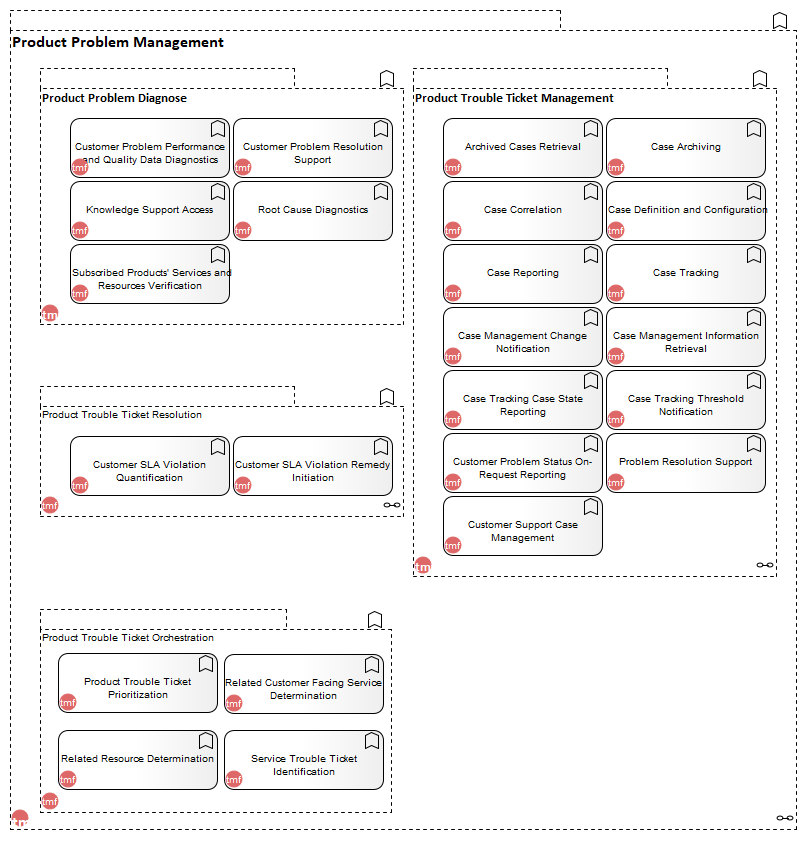 Product Problem Management
Product Problem Diagnose
Customer Problem Performance
and Quality Data Diagnostics
tmf
Customer Problem Resolution
Support
tmf
Knowledge Support Access
tmf
Root Cause Diagnostics
tmf
Subscribed Products' Services and
Resources Verification
tmf
tm
Product Trouble Ticket Management
Archived Cases Retrieval
tmf
Case Archiving
tmf
Case Correlation
tmf
Case Definition and Configuration
tmf
Case Reporting
tmf
Case Tracking
tmf
Case Management Change
Notification
tmf
Case Management Information
Retrieval
tmf
Case Tracking Case State
Reporting
tmf
Case Tracking Threshold
Notification
tmf
Customer Problem Status On-
Request Reporting
tmf
Problem Resolution Support
tmf
Customer Support Case
Management
tmf
tm
Product Trouble Ticket Resolution
Customer SLA Violation
Quantification
tmf
Customer SLA Violation Remedy
Initiation
tmf
tmf
Product Trouble Ticket Orchestration
Product Trouble Ticket
Prioritization
tmf
Related Customer Facing Service
Determination
tmf
Related Resource Determination
tmf
Service Trouble Ticket
Identification
tmf
tmf
tm